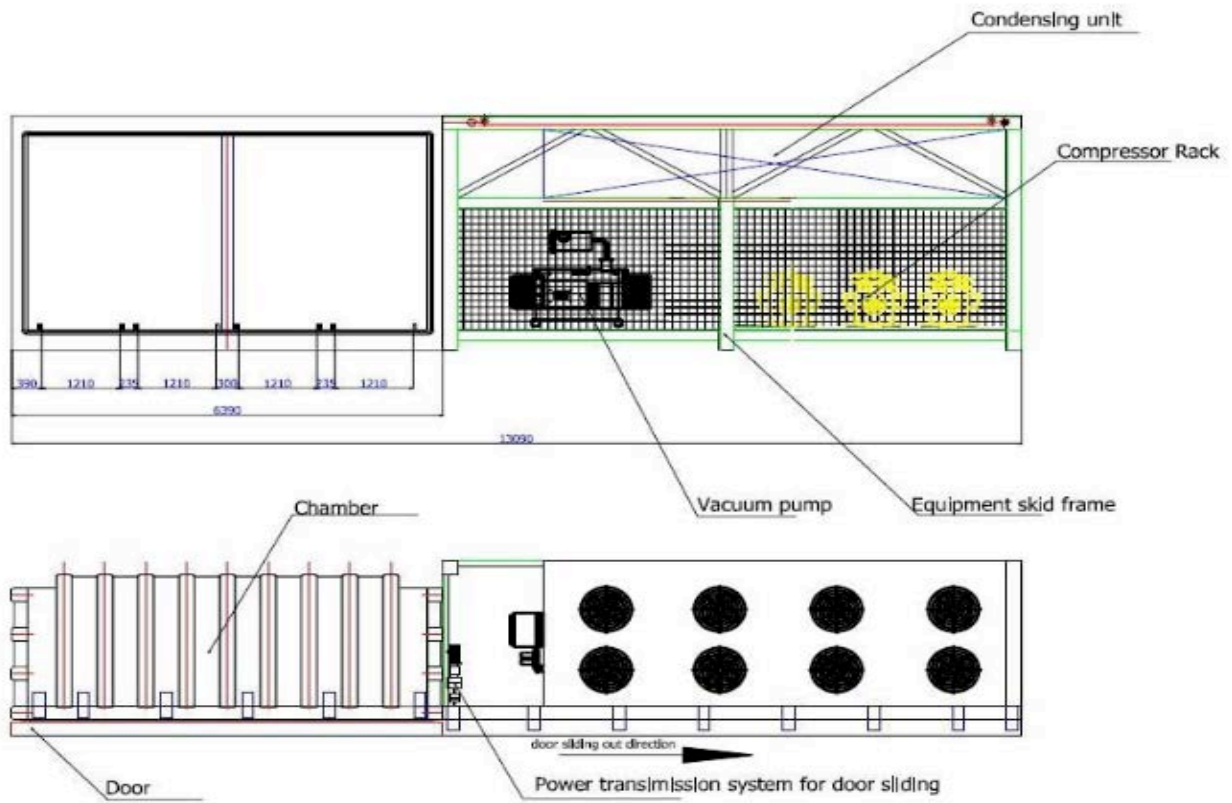 Condensing unit
Compressor Rack
390 1210 235 1210 300 1210 235 1210
6390
13090
Vacuum pump
Equipment skid frame
Chamber
door sliding out direction
Door
Power transmission system for door sliding